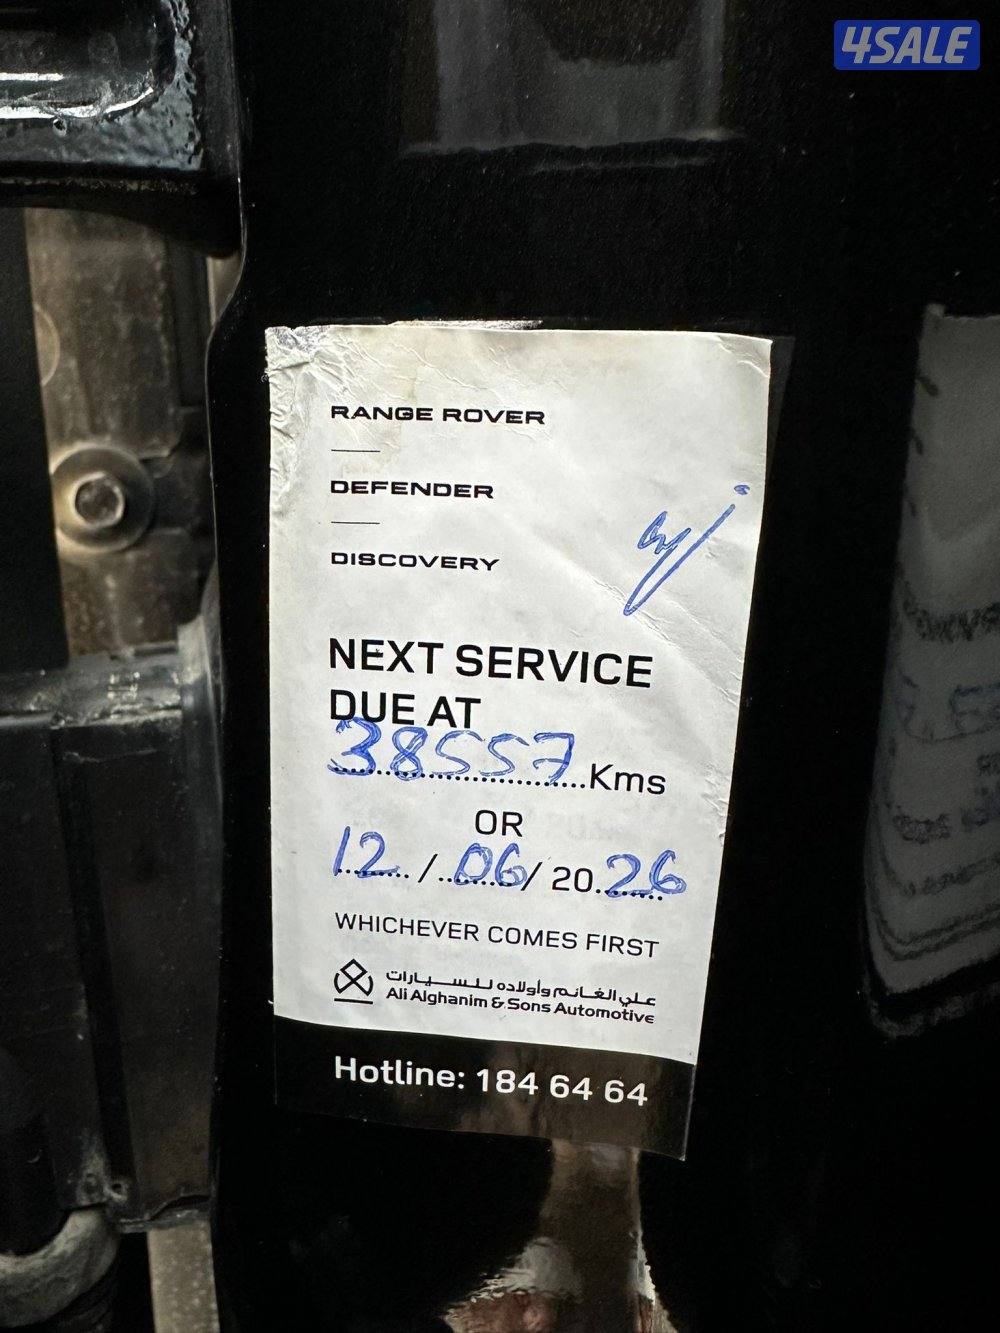 4SALE
RANGE ROVER
DEFENDER
DISCOVERY
NEXT SERVICE
DUE AT
38557 Kms
OR
12 / 06 / 2026
WHICHEVER COMES FIRST
علي الغانم وأولاده للسيارات
Ali Alghanim & Sons Automotive
Hotline: 184 64 64